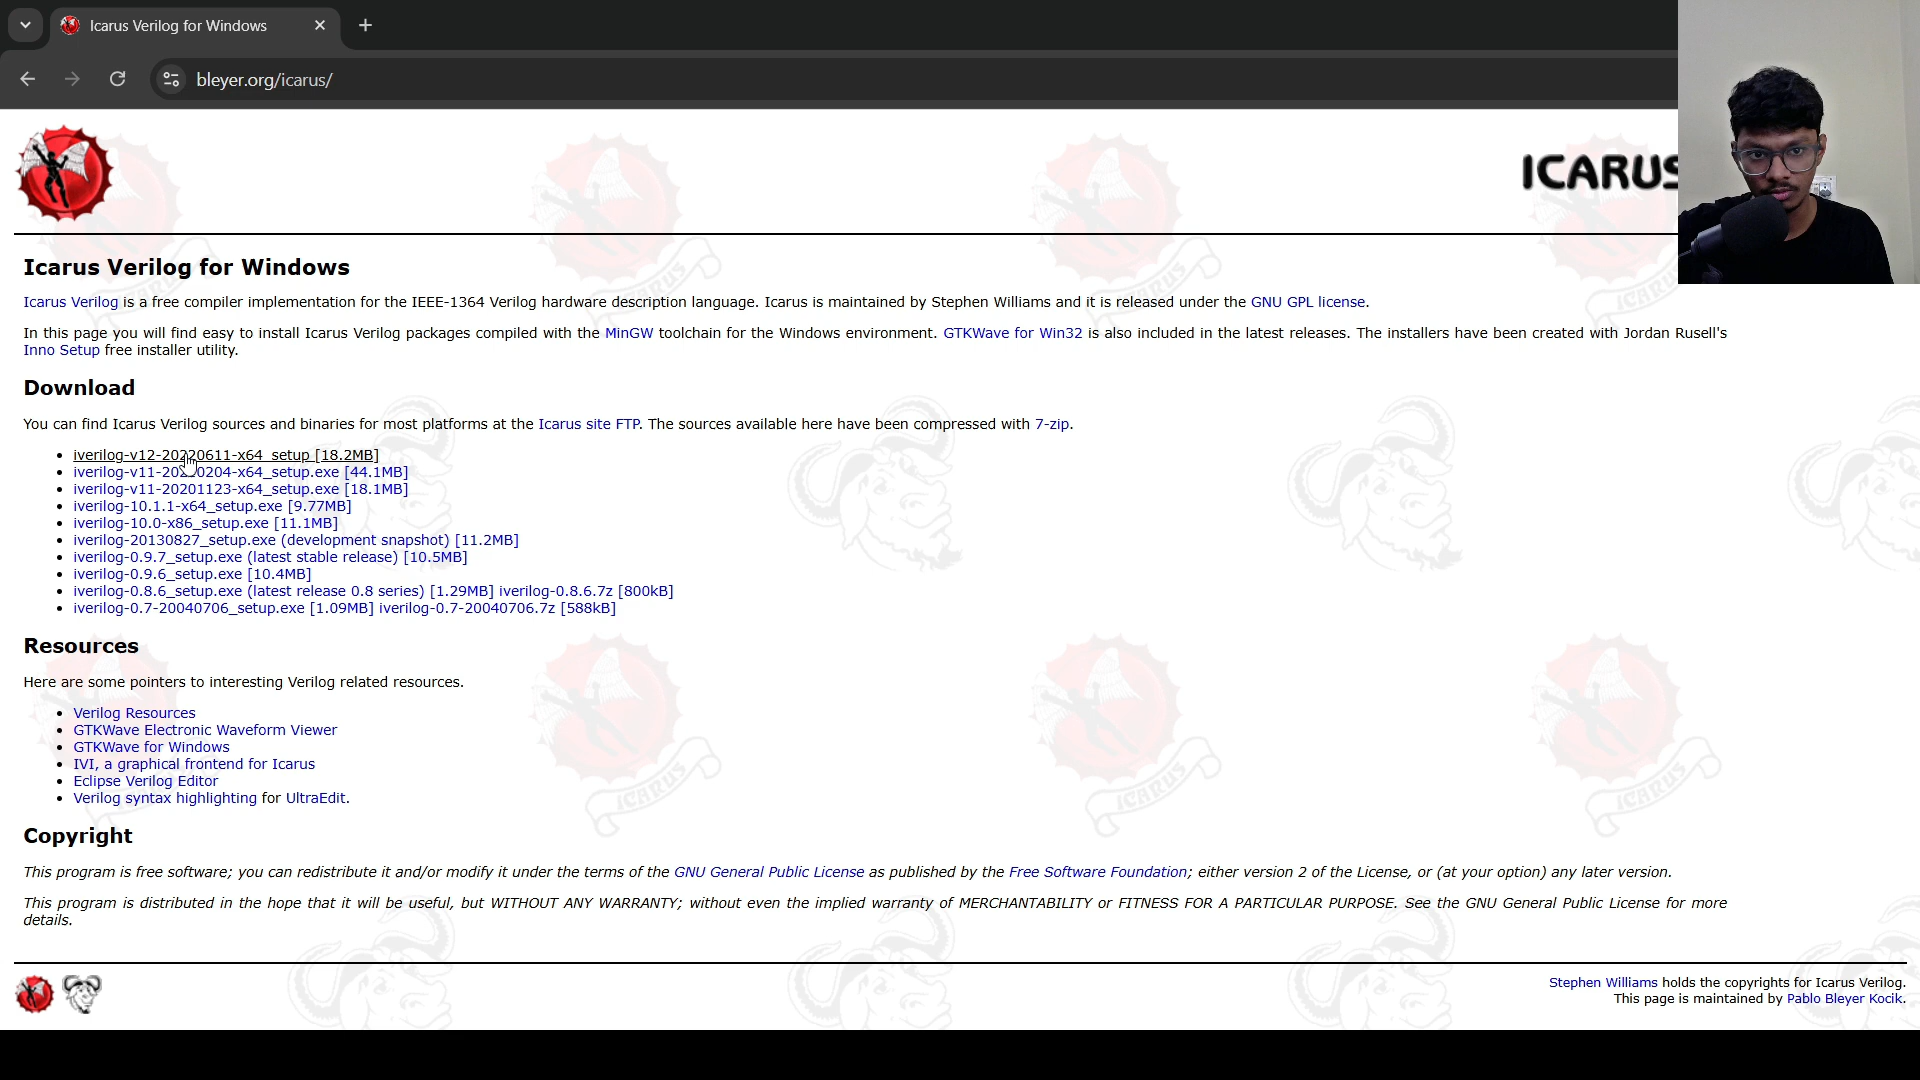 Icarus Verilog for Windows
bleyer.org/icarus/
ICARUS
Icarus Verilog for Windows
Icarus Verilog is a free compiler implementation for the IEEE-1364 Verilog hardware description language. Icarus is maintained by Stephen Williams and it is released under the GNU GPL license.
In this page you will find easy to install Icarus Verilog packages compiled with the MinGW toolchain for the Windows environment. GTKWave for Win32 is also included in the latest releases. The installers have been created with Jordan Rusell's
Inno Setup free installer utility.
Download
You can find Icarus Verilog sources and binaries for most platforms at the Icarus site FTP. The sources available here have been compressed with 7-zip.
• iverilog-v12-20220611-x64_setup [18.2MB]
• iverilog-v11-20210204-x64_setup.exe [44.1MB]
• iverilog-v11-20201123-x64_setup.exe [18.1MB]
• iverilog-10.1.1-x64_setup.exe [9.77MB]
• iverilog-10.0-x86_setup.exe [11.1MB]
• iverilog-20130827_setup.exe (development snapshot) [11.2MB]
• iverilog-0.9.7_setup.exe (latest stable release) [10.5MB]
• iverilog-0.9.6_setup.exe [10.4MB]
• iverilog-0.8.6_setup.exe (latest release 0.8 series) [1.29MB] iverilog-0.8.6.7z [800kB]
• iverilog-0.7-20040706_setup.exe [1.09MB] iverilog-0.7-20040706.7z [588kB]
Resources
Here are some pointers to interesting Verilog related resources.
• Verilog Resources
• GTKWave Electronic Waveform Viewer
• GTKWave for Windows
• IVI, a graphical frontend for Icarus
• Eclipse Verilog Editor
• Verilog syntax highlighting for UltraEdit.
Copyright
This program is free software; you can redistribute it and/or modify it under the terms of the GNU General Public License as published by the Free Software Foundation; either version 2 of the License, or (at your option) any later version.
This program is distributed in the hope that it will be useful, but WITHOUT ANY WARRANTY; without even the implied warranty of MERCHANTABILITY or FITNESS FOR A PARTICULAR PURPOSE. See the GNU General Public License for more
details.
Stephen Williams holds the copyrights for Icarus Verilog.
This page is maintained by Pablo Bleyer Kocik.